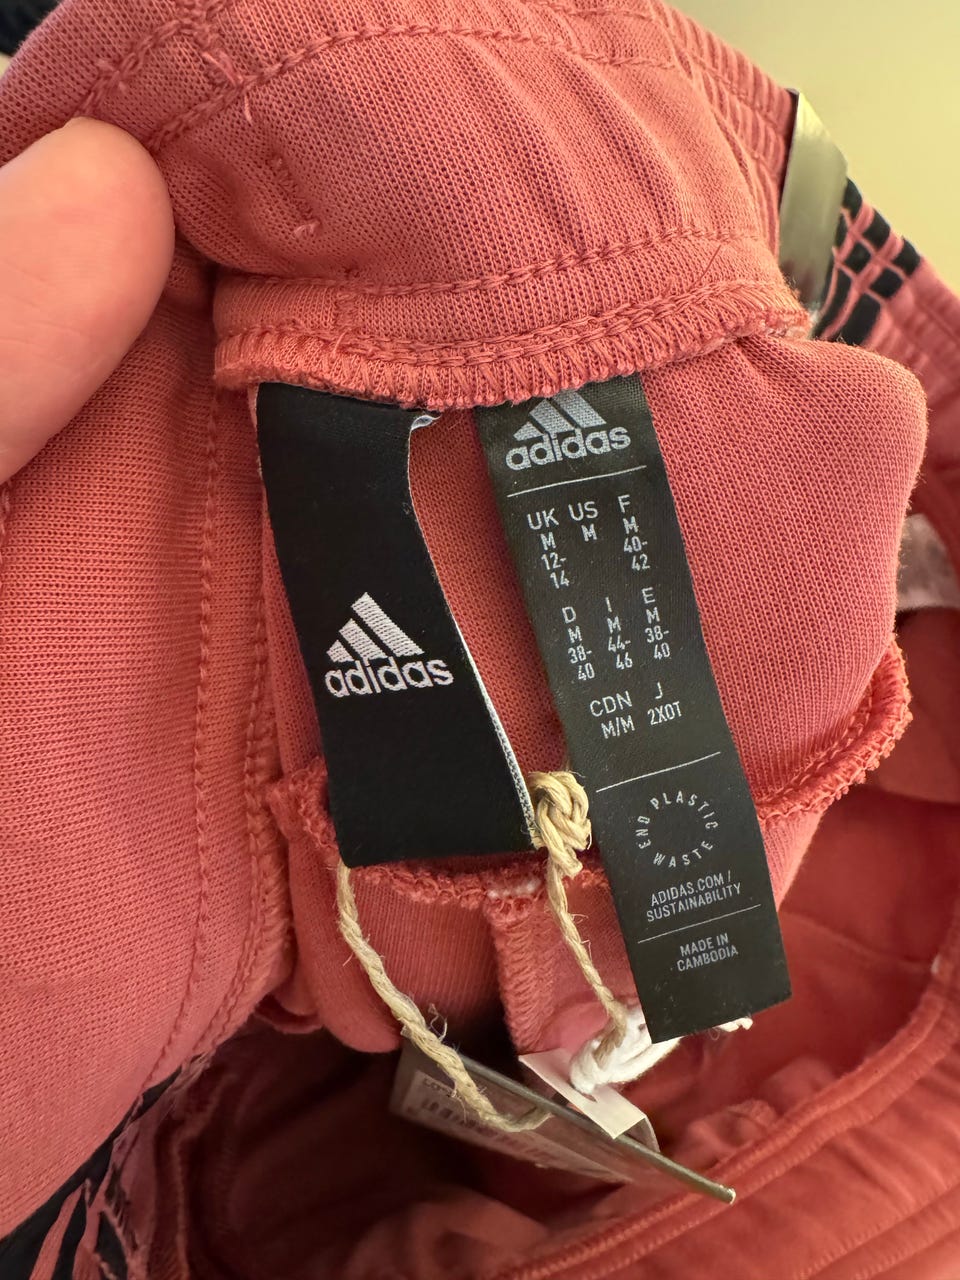 adidas
adidas
UK US F
M M M
12- 40-
14 42
D I E
M M M
38- 44- 38-
40 46 40
CDN J
M/M 2XOT
END PLASTIC WASTE
ADIDAS.COM/
SUSTAINABILITY
MADE IN
CAMBODIA